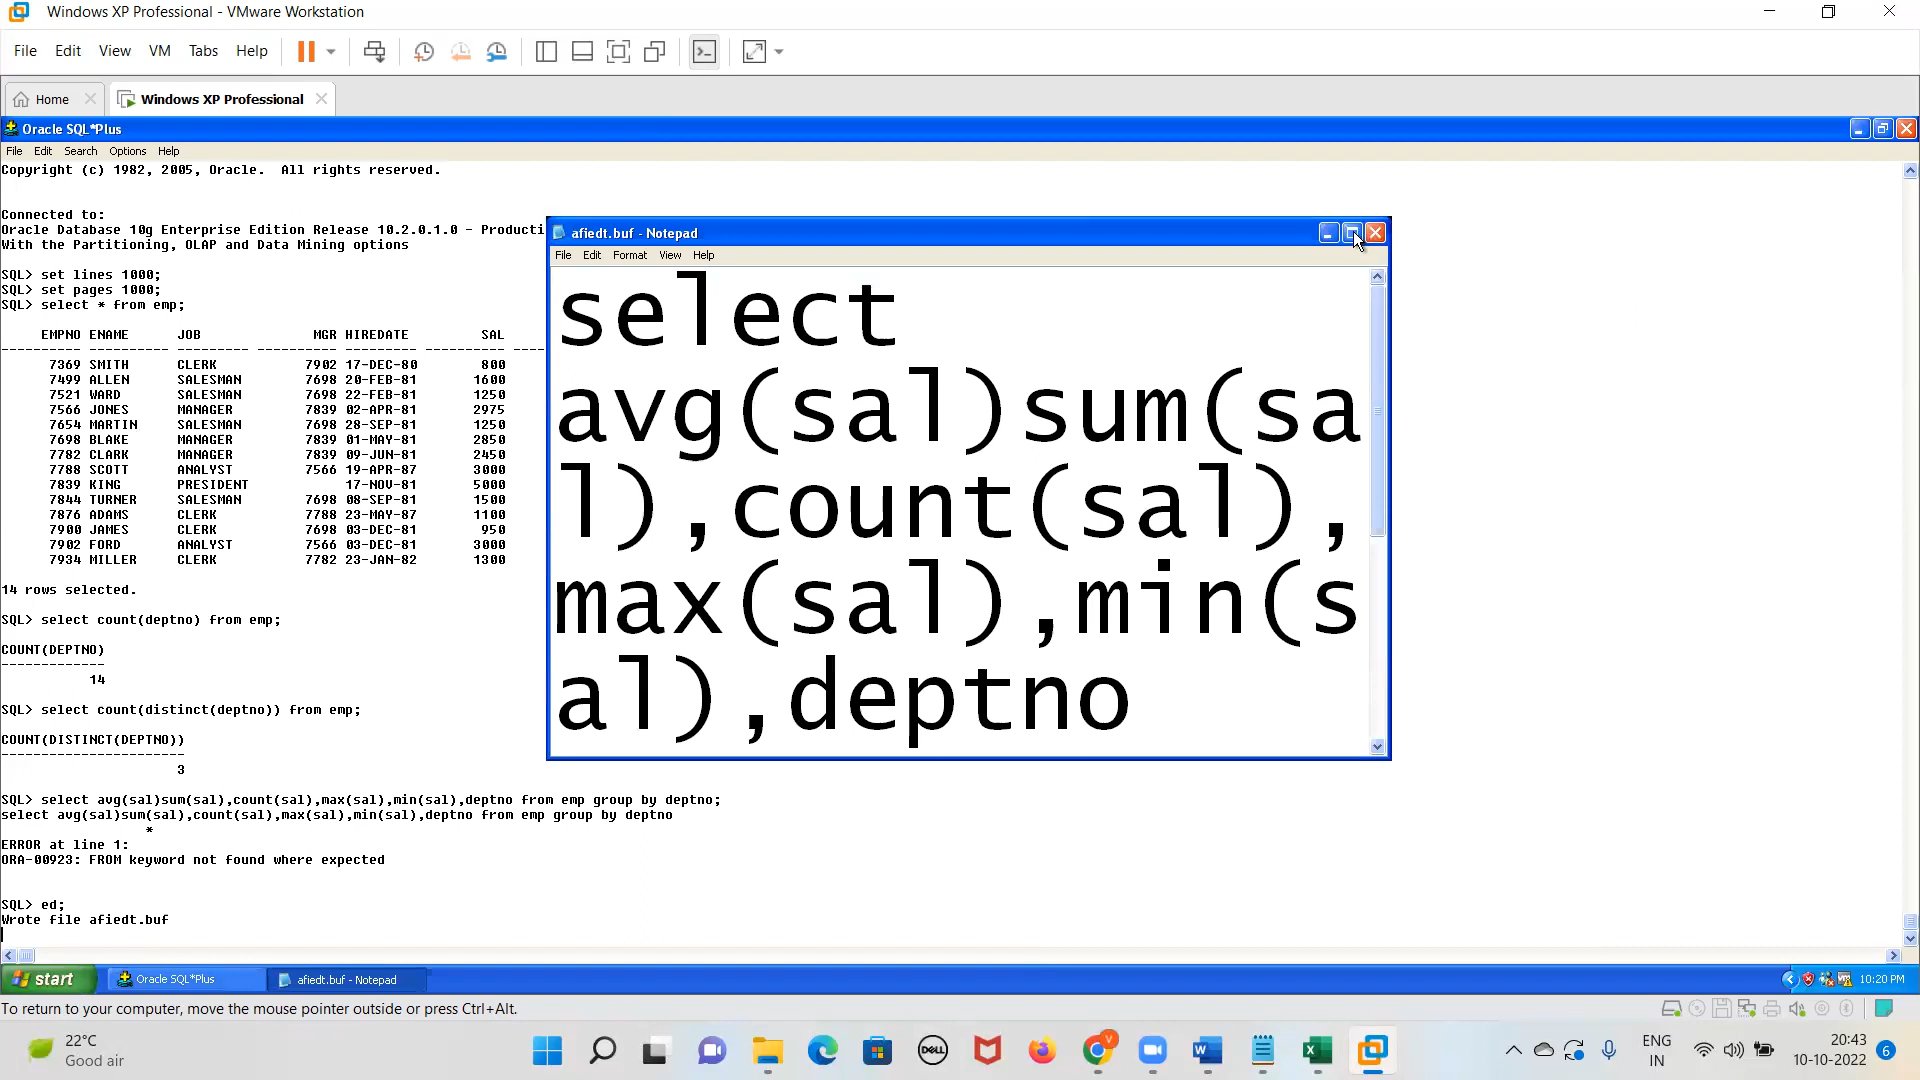 Windows XP Professional - VMware Workstation
File Edit View VM Tabs Help
Home Windows XP Professional
Oracle SQL*Plus
File Edit Search Options Help
Copyright (c) 1982, 2005, Oracle.  All rights reserved.
Connected to:
Oracle Database 10g Enterprise Edition Release 10.2.0.1.0 - Producti
With the Partitioning, OLAP and Data Mining options
SQL> set lines 1000;
SQL> set pages 1000;
SQL> select * from emp;
EMPNO ENAME JOB MGR HIREDATE SAL
---------- ---------- --------- ---------- --------- ---------- ----
7369 SMITH CLERK 7902 17-DEC-80 800
7499 ALLEN SALESMAN 7698 20-FEB-81 1600
7521 WARD SALESMAN 7698 22-FEB-81 1250
7566 JONES MANAGER 7839 02-APR-81 2975
7654 MARTIN SALESMAN 7698 28-SEP-81 1250
7698 BLAKE MANAGER 7839 01-MAY-81 2850
7782 CLARK MANAGER 7839 09-JUN-81 2450
7788 SCOTT ANALYST 7566 19-APR-87 3000
7839 KING PRESIDENT 17-NOV-81 5000
7844 TURNER SALESMAN 7698 08-SEP-81 1500
7876 ADAMS CLERK 7788 23-MAY-87 1100
7900 JAMES CLERK 7698 03-DEC-81 950
7902 FORD ANALYST 7566 03-DEC-81 3000
7934 MILLER CLERK 7782 23-JAN-82 1300
14 rows selected.
SQL> select count(deptno) from emp;
COUNT(DEPTNO)
-------------
14
SQL> select count(distinct(deptno)) from emp;
COUNT(DISTINCT(DEPTNO))
-----------------------
3
SQL> select avg(sal)sum(sal),count(sal),max(sal),min(sal),deptno from emp group by deptno;
select avg(sal)sum(sal),count(sal),max(sal),min(sal),deptno from emp group by deptno
*
ERROR at line 1:
ORA-00923: FROM keyword not found where expected
SQL> ed;
Wrote file afiedt.buf
afiedt.buf - Notepad
File Edit Format View Help
select
avg(sal)sum(sa
l),count(sal),
max(sal),min(s
al),deptno
start Oracle SQL*Plus afiedt.buf - Notepad 10:20 PM
To return to your computer, move the mouse pointer outside or press Ctrl+Alt.
22°C
Good air
DELL
V
ENG
IN
20:43
10-10-2022
6